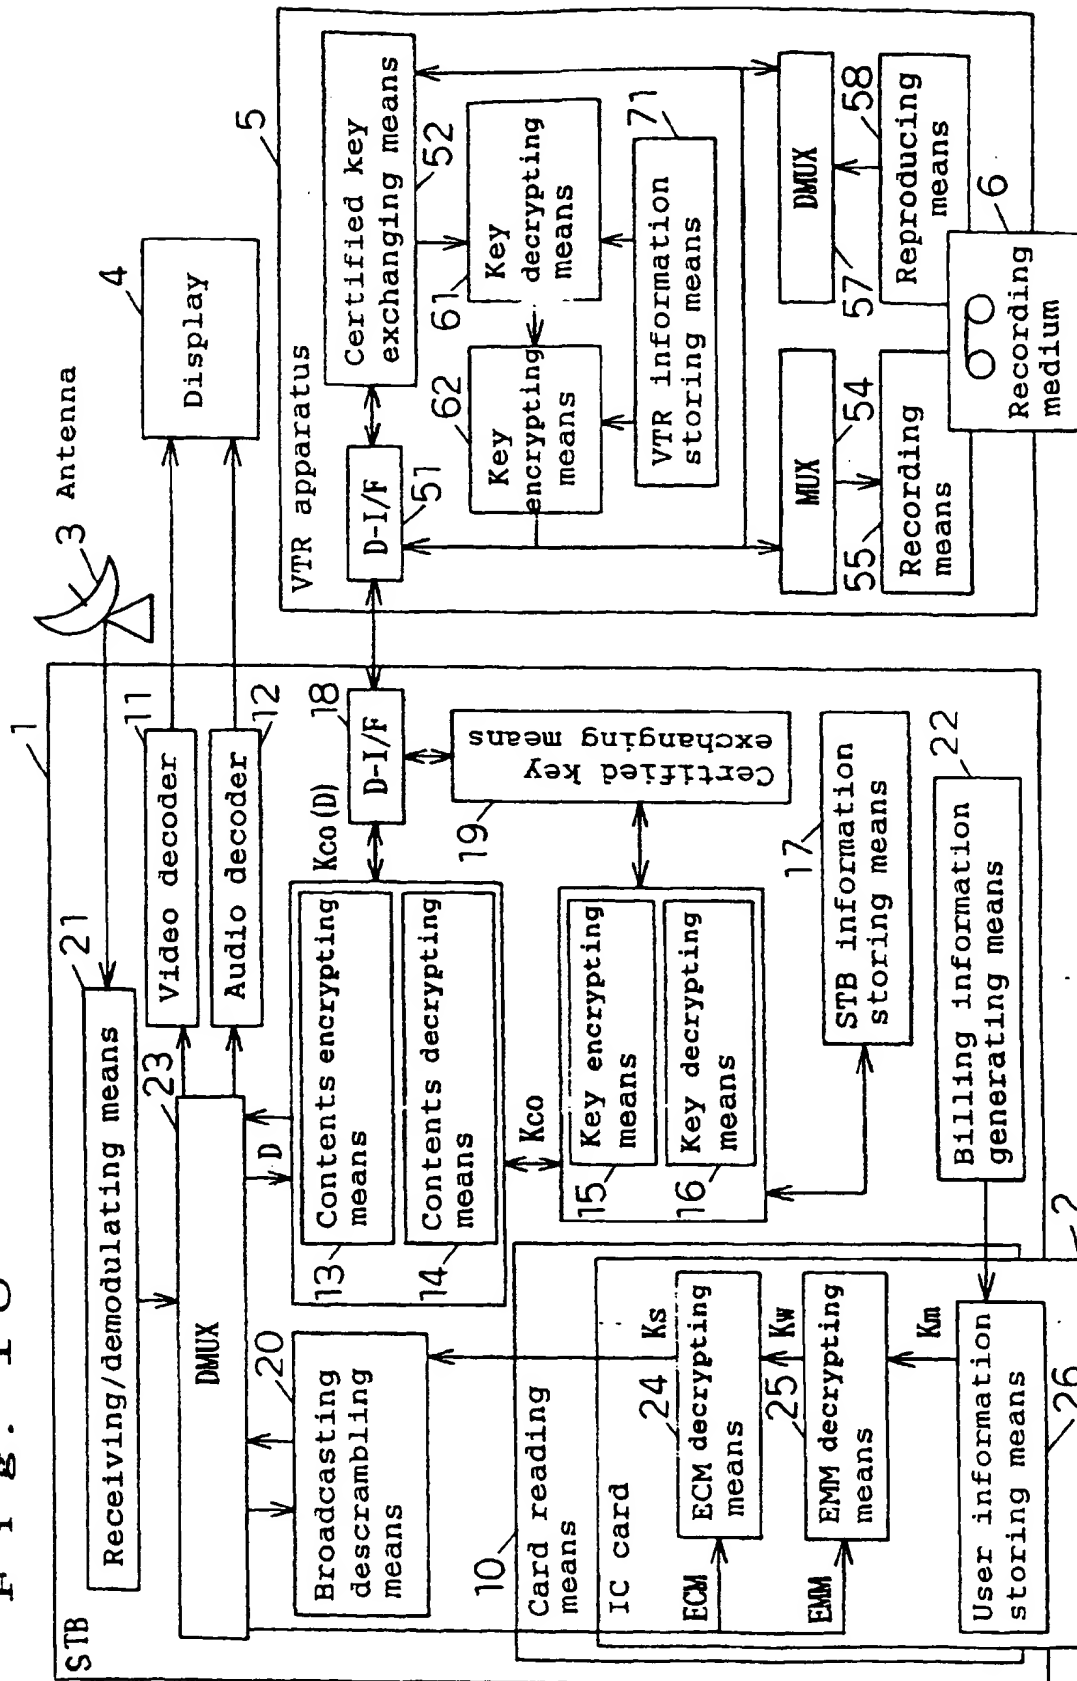 Fig. 10
STB
1
Receiving/demodulating means
21
DMUX
23
Video decoder
11
Audio decoder
12
3
Antenna
4
Display
Broadcasting
descrambling
means
20
D
Contents encrypting
means
13
Contents decrypting
means
14
Kco(D)
D-I/F
18
Certified key
exchanging means
19
Kco
Key encrypting
means
15
Key decrypting
means
16
STB information
storing means
17
Billing information
generating means
22
10
Card reading
means
IC card
2
ECM
ECM decrypting
means
24
Ks
EMM
EMM decrypting
means
25
Kw
Km
User information
storing means
26
5
VTR apparatus
D-I/F
51
Certified key
exchanging means
52
Key
decrypting
means
61
Key
encrypting
means
62
VTR information
storing means
71
MUX
54
Recording
means
55
DMUX
57
Reproducing
means
58
Recording
medium
6